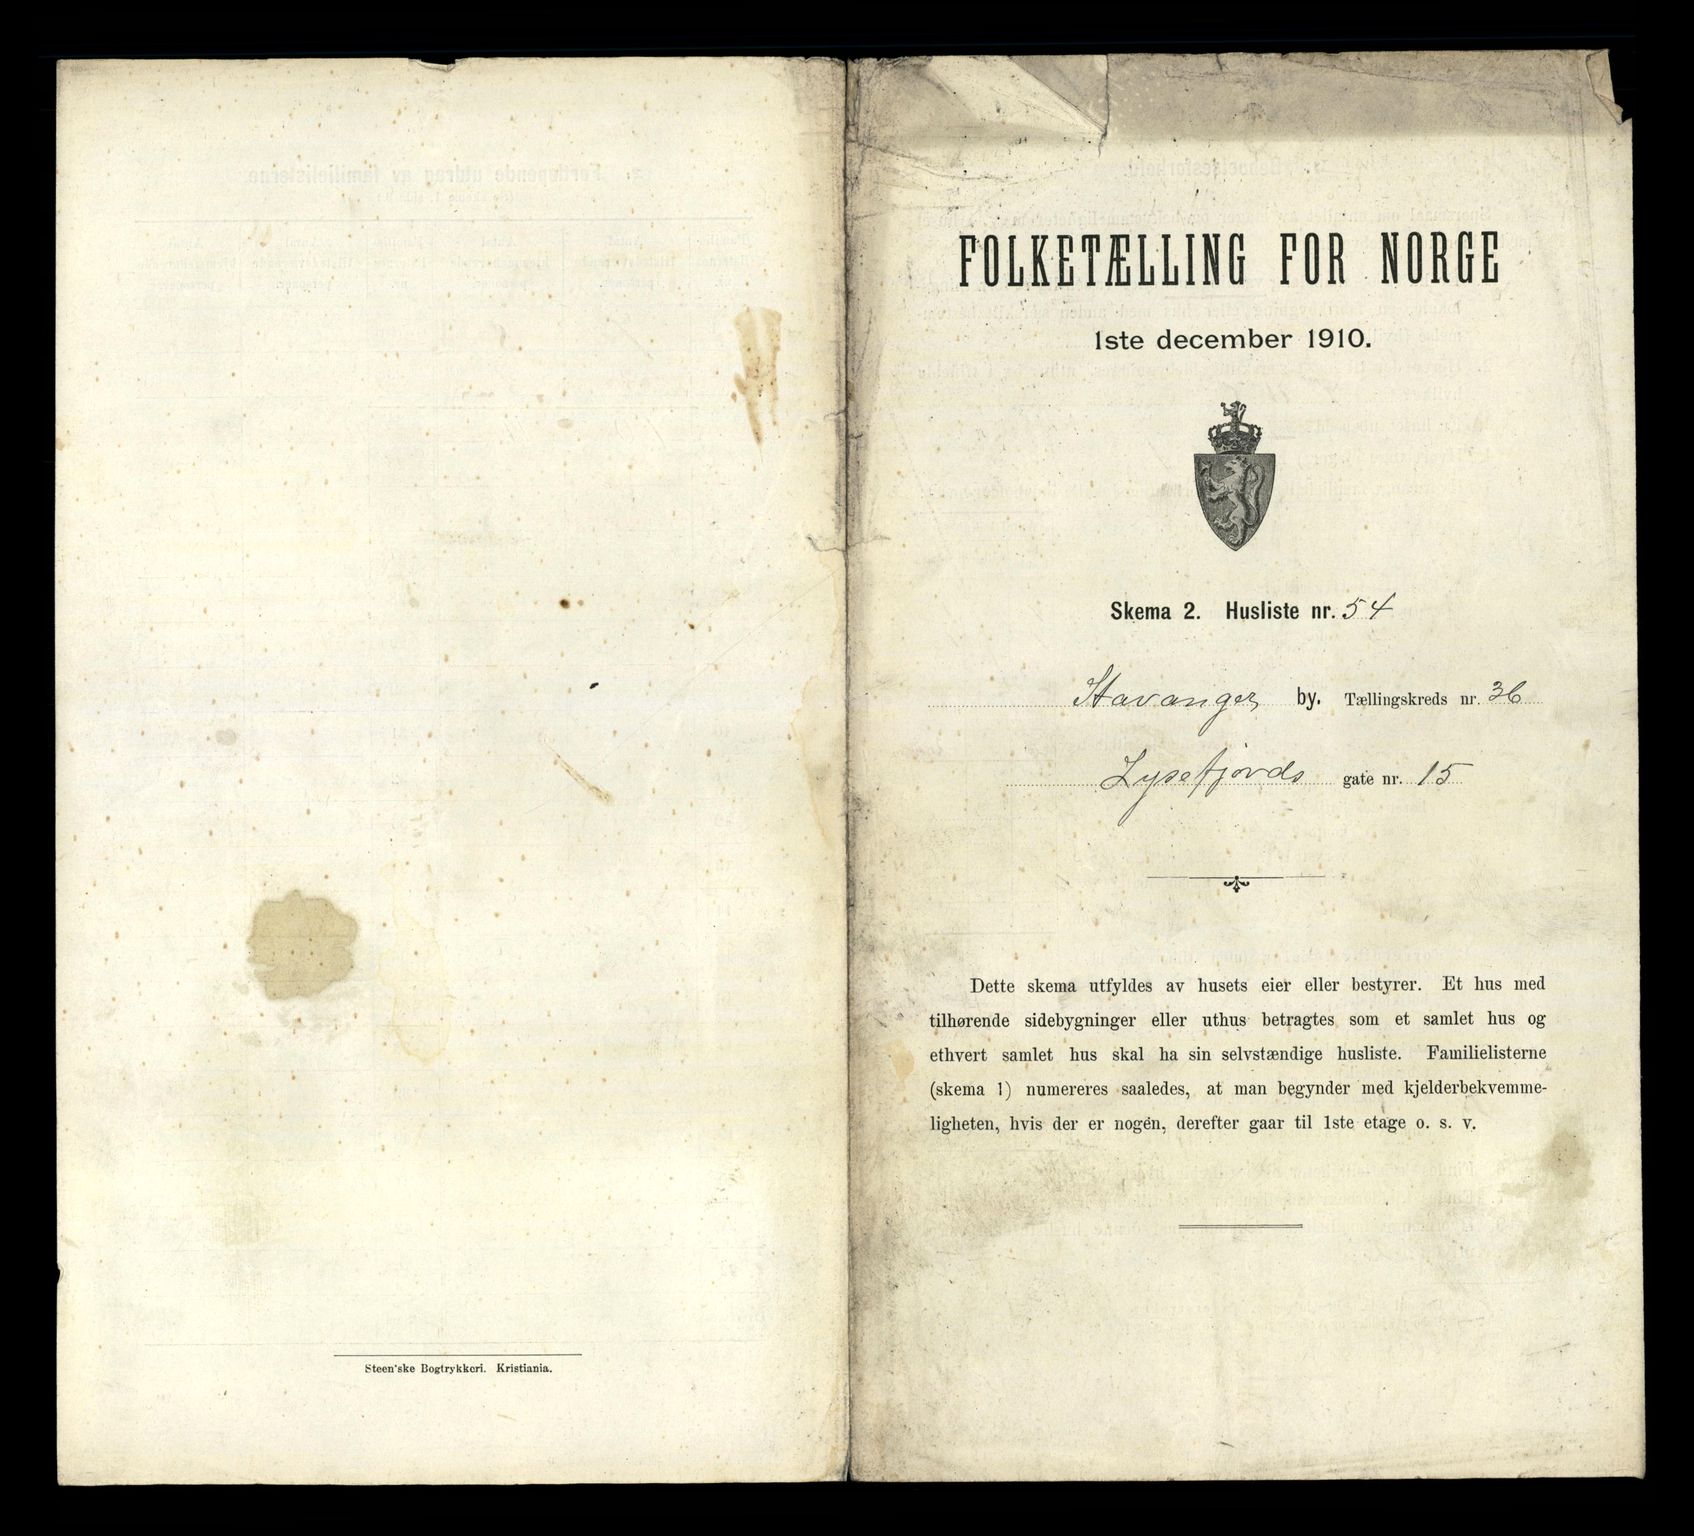 Steen'ske Bogtrykkeri. Kristiania.
FOLKETÆLLING FOR NORGE
1ste december 1910.
Skema 2. Husliste nr. 54
Stavanger by. Tællingskreds nr. 36
Lysefjords gate nr. 15
Dette skema utfyldes av husets eier eller bestyrer. Et hus med
tilhørende sidebygninger eller uthus betragtes som et samlet hus og
ethvert samlet hus skal ha sin selvstændige husliste. Familielisterne
(skema 1) numereres saaledes, at man begynder med kjelderbekvemme-
ligheten, hvis der er nogen, derefter gaar til 1ste etage o. s. v.